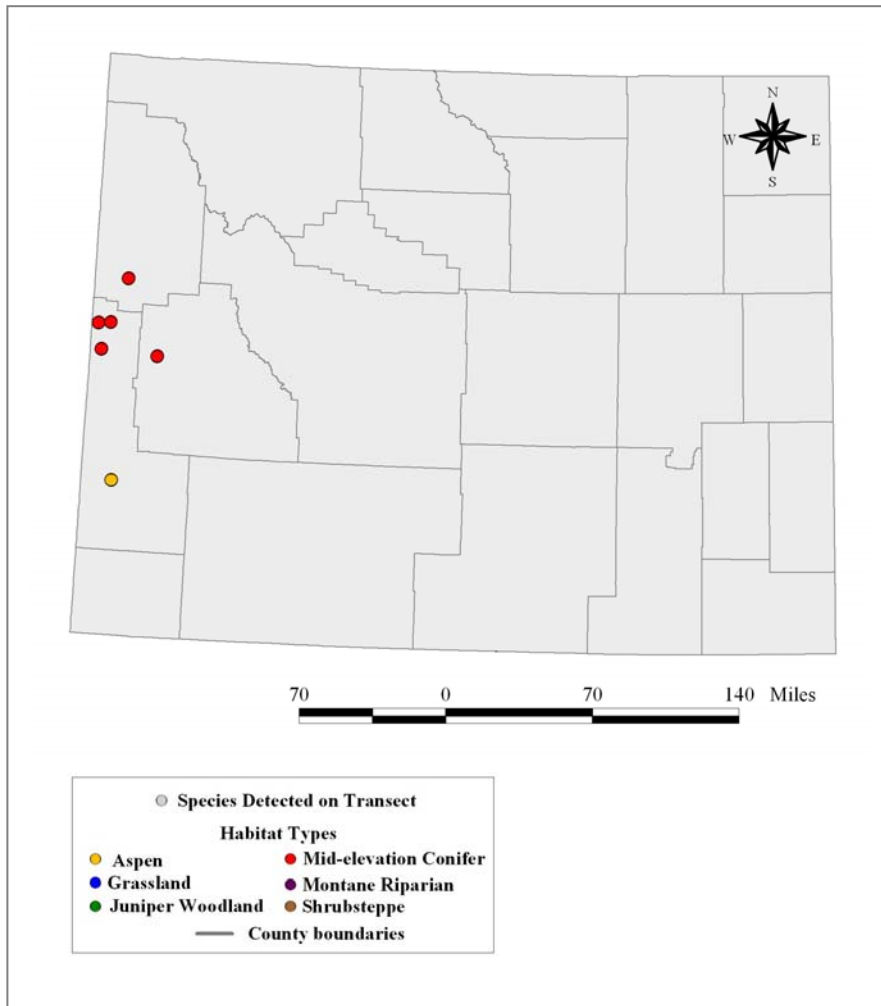 N
W E
S
70 0 70 140 Miles
Species Detected on Transect
Habitat Types
Aspen Mid-elevation Conifer
Grassland Montane Riparian
Juniper Woodland Shrubsteppe
County boundaries